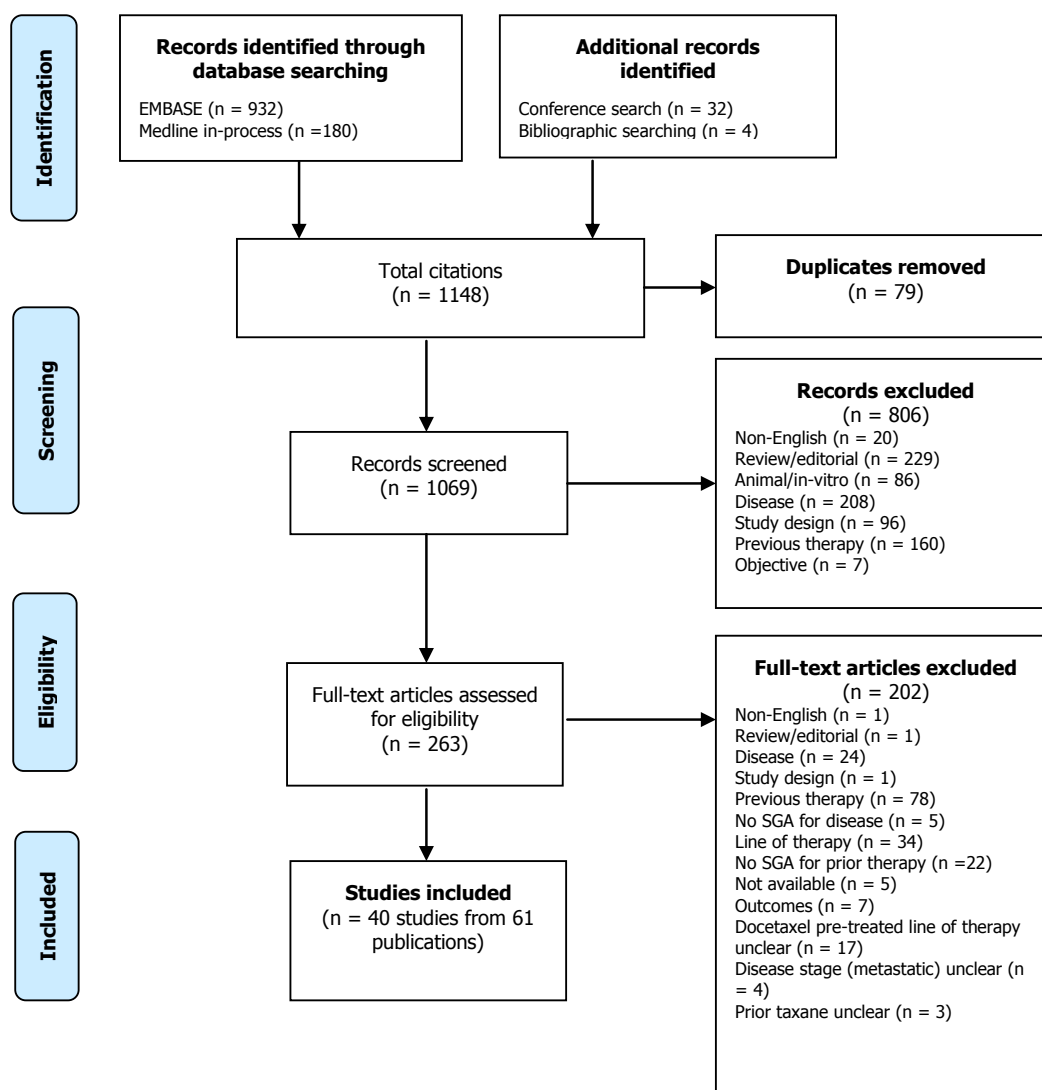 Identification
Records identified through
database searching
EMBASE (n = 932)
Medline in-process (n =180)
Additional records
identified
Conference search (n = 32)
Bibliographic searching (n = 4)
Total citations
(n = 1148)
Duplicates removed
(n = 79)
Screening
Records screened
(n = 1069)
Records excluded
(n = 806)
Non-English (n = 20)
Review/editorial (n = 229)
Animal/in-vitro (n = 86)
Disease (n = 208)
Study design (n = 96)
Previous therapy (n = 160)
Objective (n = 7)
Eligibility
Full-text articles assessed
for eligibility
(n = 263)
Full-text articles excluded
(n = 202)
Non-English (n = 1)
Review/editorial (n = 1)
Disease (n = 24)
Study design (n = 1)
Previous therapy (n = 78)
No SGA for disease (n = 5)
Line of therapy (n = 34)
No SGA for prior therapy (n =22)
Not available (n = 5)
Outcomes (n = 7)
Docetaxel pre-treated line of therapy
unclear (n = 17)
Disease stage (metastatic) unclear (n
= 4)
Prior taxane unclear (n = 3)
Included
Studies included
(n = 40 studies from 61
publications)